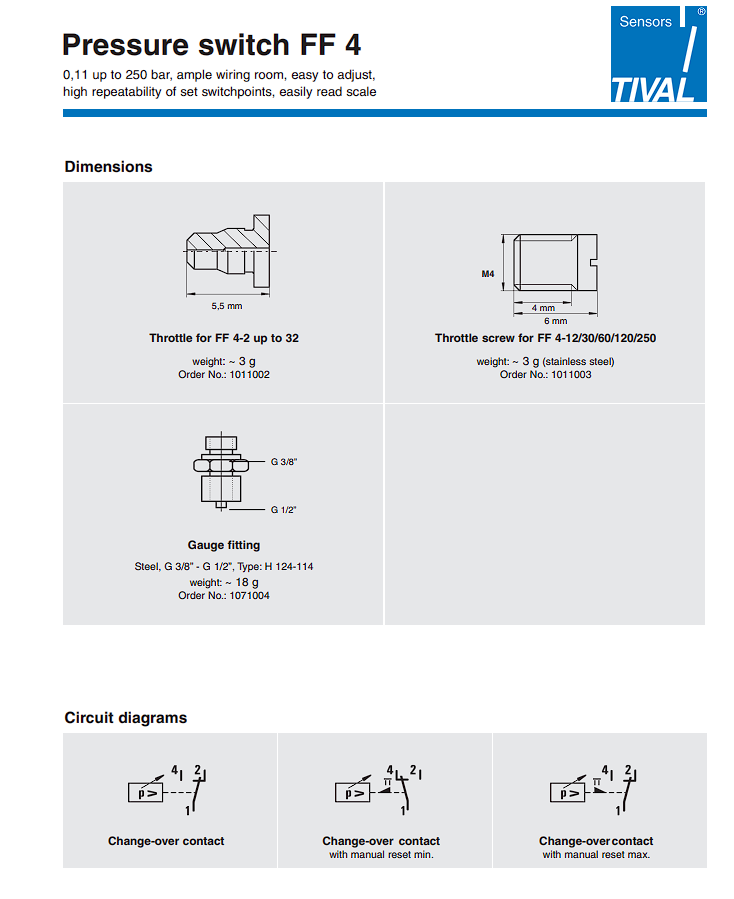 Sensors
®
TIVAL
Pressure switch FF 4
0,11 up to 250 bar, ample wiring room, easy to adjust,
high repeatability of set switchpoints, easily read scale
Dimensions
5,5 mm
Throttle for FF 4-2 up to 32
weight: ~ 3 g
Order No.: 1011002
M4
4 mm
6 mm
Throttle screw for FF 4-12/30/60/120/250
weight: ~ 3 g (stainless steel)
Order No.: 1011003
G 3/8"
G 1/2"
Gauge fitting
Steel, G 3/8" - G 1/2", Type: H 124-114
weight: ~ 18 g
Order No.: 1071004
Circuit diagrams
4 2
p >
1
Change-over contact
4 2
p >
1
Change-over contact
with manual reset min.
4 2
p >
1
Change-over contact
with manual reset max.